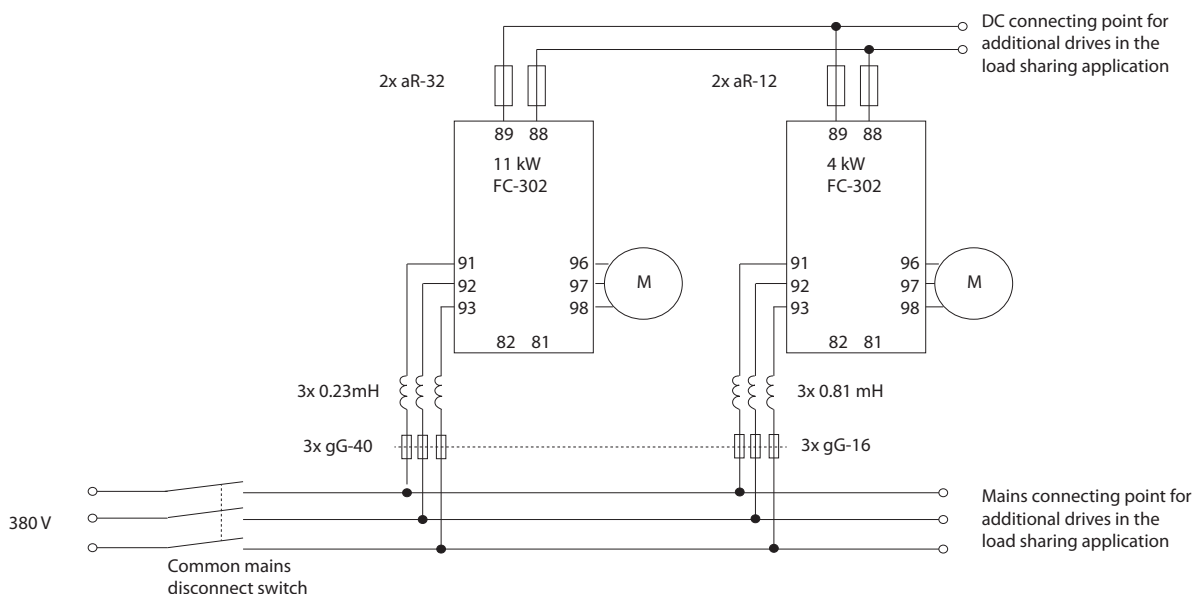 DC connecting point for
additional drives in the
load sharing application
2x aR-32
2x aR-12
89 88
89 88
11 kW
FC-302
4 kW
FC-302
91
92
93
96
97
98
M
91
92
93
96
97
98
M
82 81
82 81
3x 0.23mH
3x 0.81 mH
3x gG-40
3x gG-16
380 V
Mains connecting point for
additional drives in the
load sharing application
Common mains
disconnect switch